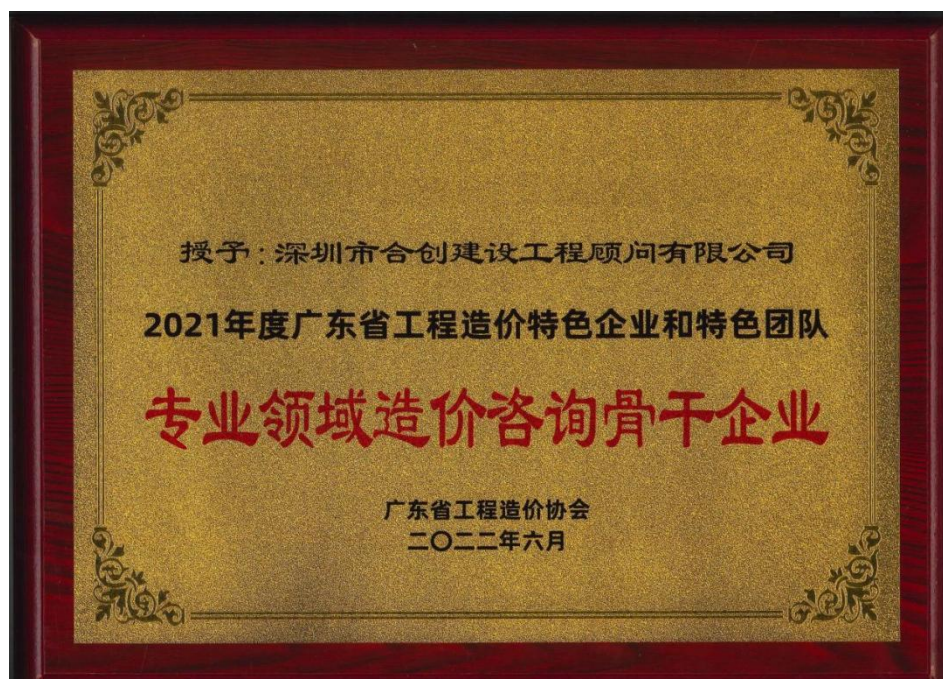 授予:深圳市合创建设工程顾问有限公司
2021年度广东省工程造价特色企业和特色团队
专业领域造价咨询骨干企业
广东省工程造价协会
二〇二二年六月